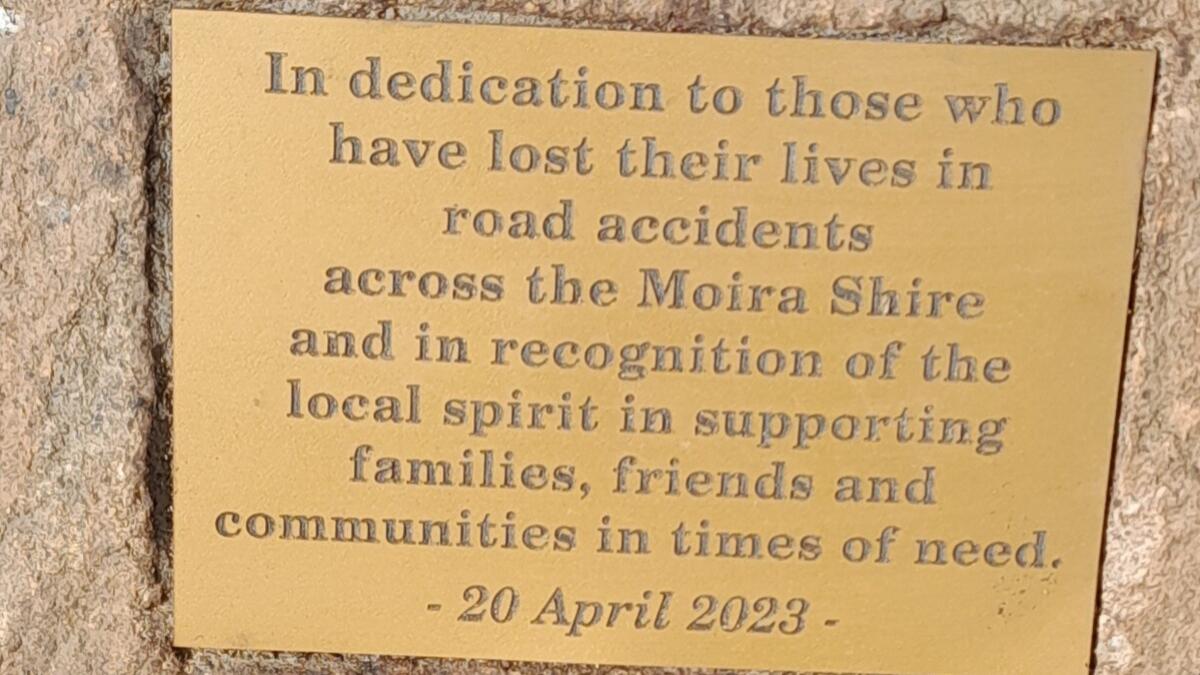 In dedication to those who
have lost their lives in
road accidents
across the Moira Shire
and in recognition of the
local spirit in supporting
families, friends and
communities in times of need.
- 20 April 2023 -